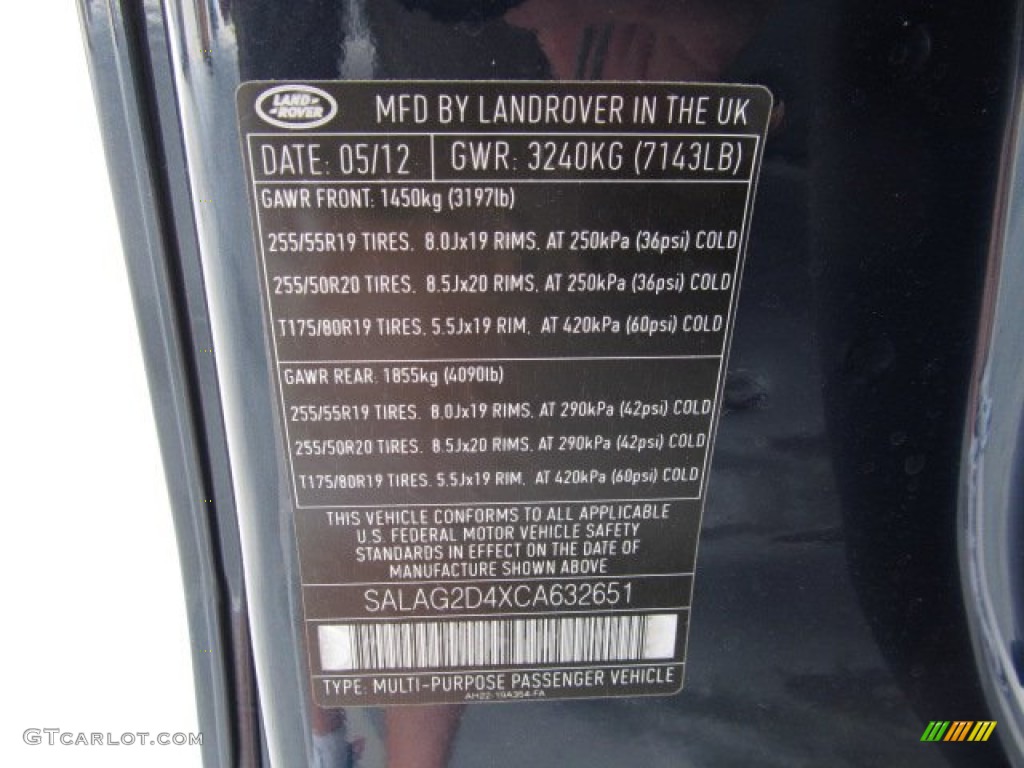 LAND ROVER
MFD BY LANDROVER IN THE UK
DATE: 05/12 GWR: 3240KG (7143LB)
GAWR FRONT: 1450kg (3197lb)
255/55R19 TIRES. 8.0Jx19 RIMS. AT 250kPa (36psi) COLD
255/50R20 TIRES. 8.5Jx20 RIMS. AT 250kPa (36psi) COLD
T175/80R19 TIRES. 5.5Jx19 RIM. AT 420kPa (60psi) COLD
GAWR REAR: 1855kg (4090lb)
255/55R19 TIRES. 8.0Jx19 RIMS. AT 290kPa (42psi) COLD
255/50R20 TIRES. 8.5Jx20 RIMS. AT 290kPa (42psi) COLD
T175/80R19 TIRES. 5.5Jx19 RIM. AT 420kPa (60psi) COLD
THIS VEHICLE CONFORMS TO ALL APPLICABLE
U.S. FEDERAL MOTOR VEHICLE SAFETY
STANDARDS IN EFFECT ON THE DATE OF
MANUFACTURE SHOWN ABOVE
SALAG2D4XCA632651
TYPE: MULTI-PURPOSE PASSENGER VEHICLE
AH22-19A354-FA
GTCarLot.com